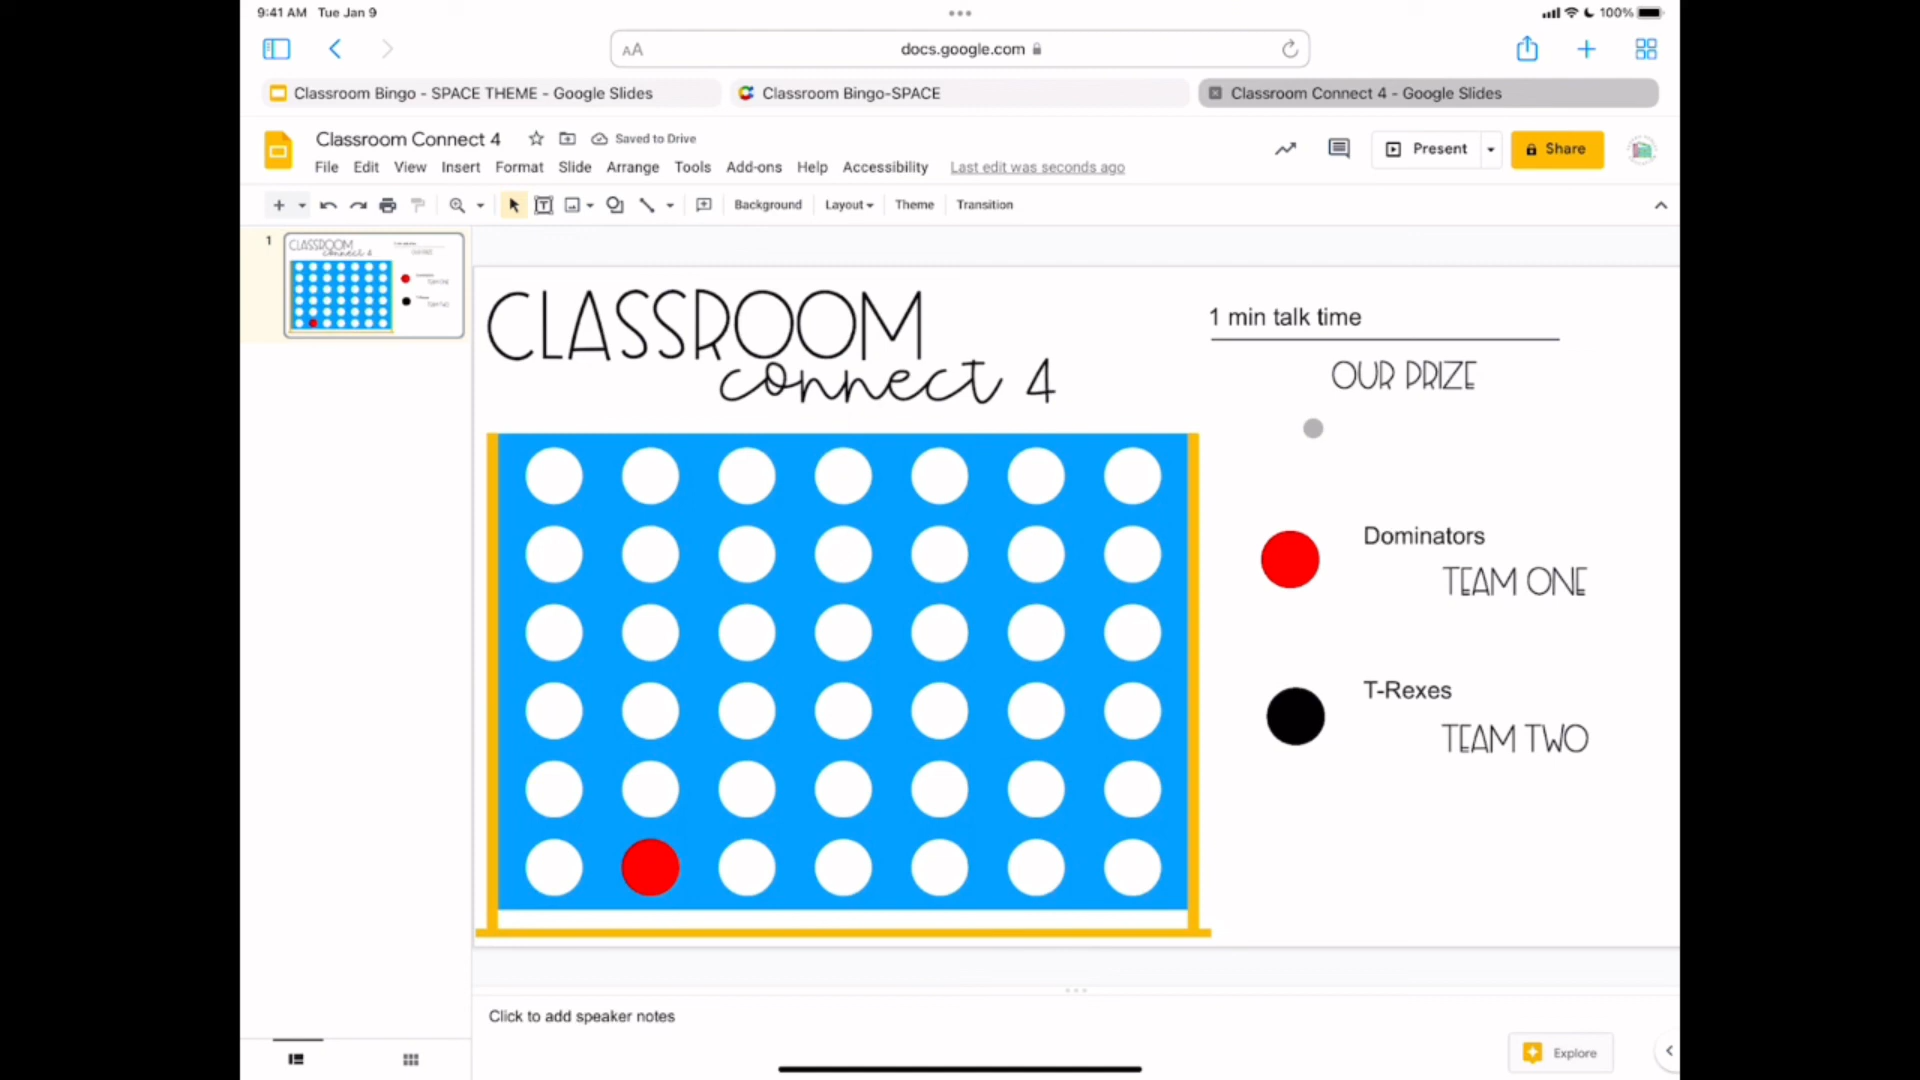 9:41 AM Tue Jan 9
100%
AA docs.google.com
Classroom Bingo - SPACE THEME - Google Slides
Classroom Bingo-SPACE
Classroom Connect 4 - Google Slides
Classroom Connect 4
Saved to Drive
File Edit View Insert Format Slide Arrange Tools Add-ons Help Accessibility Last edit was seconds ago
Present
Share
Background Layout Theme Transition
1
CLASSROOM
connect 4
1 min talk time
OUR PRIZE
Dominators
TEAM ONE
T-Rexes
TEAM TWO
Click to add speaker notes
Explore